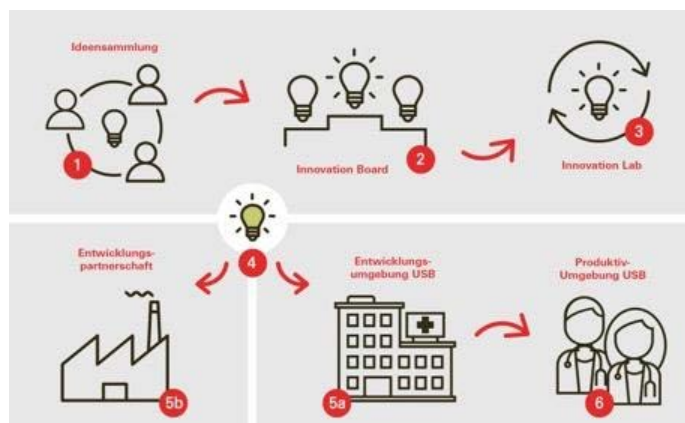 Ideensammlung
1
Innovation Board
2
Innovation Lab
3
4
Entwicklungs-
partnerschaft
5b
Entwicklungs-
umgebung USB
5a
Produktiv-
Umgebung USB
6